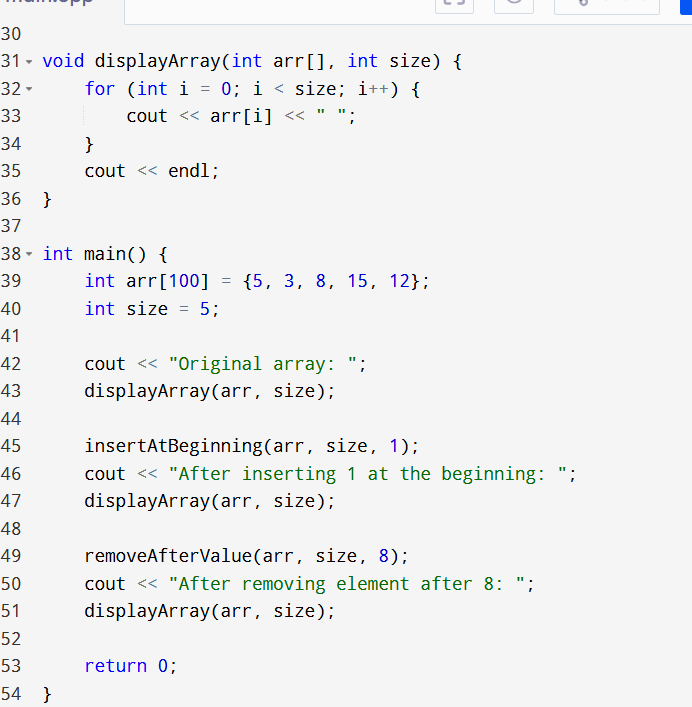 main.cpp
30
31 void displayArray(int arr[], int size) {
32     for (int i = 0; i < size; i++) {
33         cout << arr[i] << " ";
34     }
35     cout << endl;
36 }
37
38 int main() {
39     int arr[100] = {5, 3, 8, 15, 12};
40     int size = 5;
41
42     cout << "Original array: ";
43     displayArray(arr, size);
44
45     insertAtBeginning(arr, size, 1);
46     cout << "After inserting 1 at the beginning: ";
47     displayArray(arr, size);
48
49     removeAfterValue(arr, size, 8);
50     cout << "After removing element after 8: ";
51     displayArray(arr, size);
52
53     return 0;
54 }